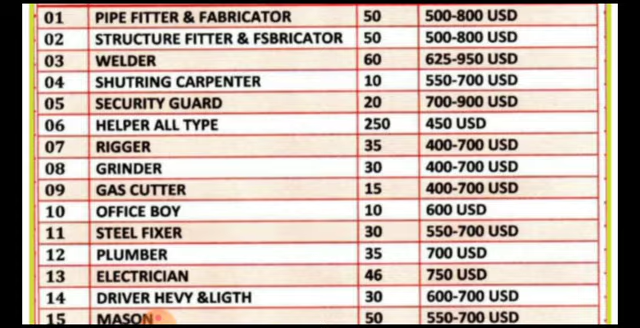 01 PIPE FITTER & FABRICATOR 50 500-800 USD
02 STRUCTURE FITTER & FSBRICATOR 50 500-800 USD
03 WELDER 60 625-950 USD
04 SHUTRING CARPENTER 10 550-700 USD
05 SECURITY GUARD 20 700-900 USD
06 HELPER ALL TYPE 250 450 USD
07 RIGGER 35 400-700 USD
08 GRINDER 30 400-700 USD
09 GAS CUTTER 15 400-700 USD
10 OFFICE BOY 10 600 USD
11 STEEL FIXER 30 550-700 USD
12 PLUMBER 35 700 USD
13 ELECTRICIAN 46 750 USD
14 DRIVER HEVY &LIGTH 30 600-700 USD
15 MASON 50 550-700 USD